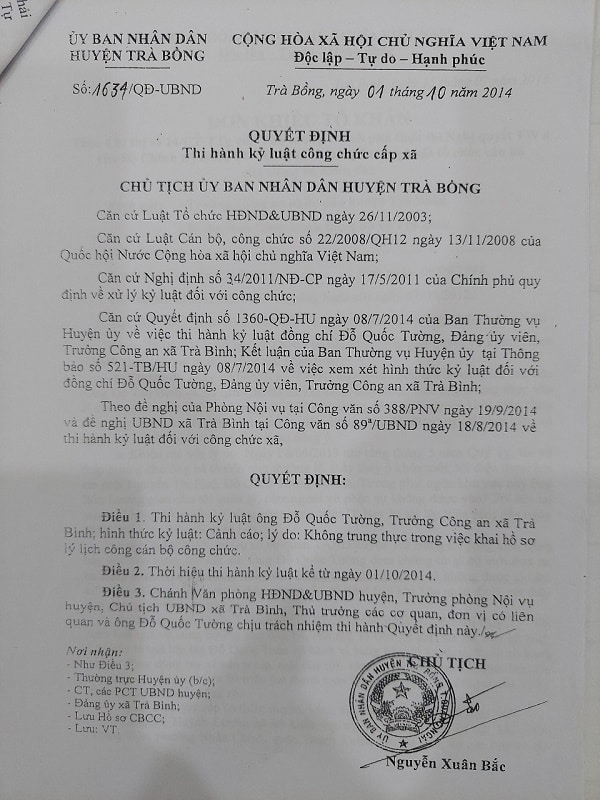 hái
Tự
ỦY BAN NHÂN DÂN
HUYỆN TRÀ BỒNG
CỘNG HÒA XÃ HỘI CHỦ NGHĨA VIỆT NAM
Độc lập – Tự do – Hạnh phúc
Số: 1634/QĐ-UBND
Trà Bồng, ngày 01 tháng 10 năm 2014
QUYẾT ĐỊNH
Thi hành kỷ luật công chức cấp xã
CHỦ TỊCH ỦY BAN NHÂN DÂN HUYỆN TRÀ BỒNG
Căn cứ Luật Tổ chức HĐND&UBND ngày 26/11/2003;
Căn cứ Luật Cán bộ, công chức số 22/2008/QH12 ngày 13/11/2008 của
Quốc hội Nước Cộng hòa xã hội chủ nghĩa Việt Nam;
Căn cứ Nghị định số 34/2011/NĐ-CP ngày 17/5/2011 của Chính phủ quy
định về xử lý kỷ luật đối với công chức;
Căn cứ Quyết định số 1360-QĐ-HU ngày 08/7/2014 của Ban Thường vụ
Huyện ủy về việc thi hành kỷ luật đồng chí Đỗ Quốc Tường, Đảng ủy viên,
Trưởng Công an xã Trà Bình; Kết luận của Ban Thường vụ Huyện ủy tại Thông
báo số 521-TB/HU ngày 08/7/2014 về việc xem xét hình thức kỷ luật đối với
đồng chí Đỗ Quốc Tường, Đảng ủy viên, Trưởng Công an xã Trà Bình;
Theo đề nghị của Phòng Nội vụ tại Công văn số 388/PNV ngày 19/9/2014
và đề nghị UBND xã Trà Bình tại Công văn số 89ª/UBND ngày 18/8/2014 về
thi hành kỷ luật đối với công chức xã,
QUYẾT ĐỊNH:
Điều 1. Thi hành kỷ luật ông Đỗ Quốc Tường, Trưởng Công an xã Trà
Bình; hình thức kỷ luật: Cảnh cáo; lý do: Không trung thực trong việc khai hồ sơ
lý lịch công cán bộ công chức.
Điều 2. Thời hiệu thi hành kỷ luật kể từ ngày 01/10/2014.
Điều 3. Chánh Văn phòng HĐND&UBND huyện, Trưởng phòng Nội vụ
huyện, Chủ tịch UBND xã Trà Bình, Thủ trưởng các cơ quan, đơn vị có liên
quan và ông Đỗ Quốc Tường chịu trách nhiệm thi hành Quyết định này./.
Nơi nhận:
- Như Điều 3;
- Thường trực Huyện ủy (b/c);
- CT, các PCT UBND huyện;
- Đảng ủy xã Trà Bình;
- Lưu Hồ sơ CBCC;
- Lưu: VT.
CHỦ TỊCH
ỦY BAN NHÂN DÂN HUYỆN TRÀ BỒNG
Nguyễn Xuân Bắc